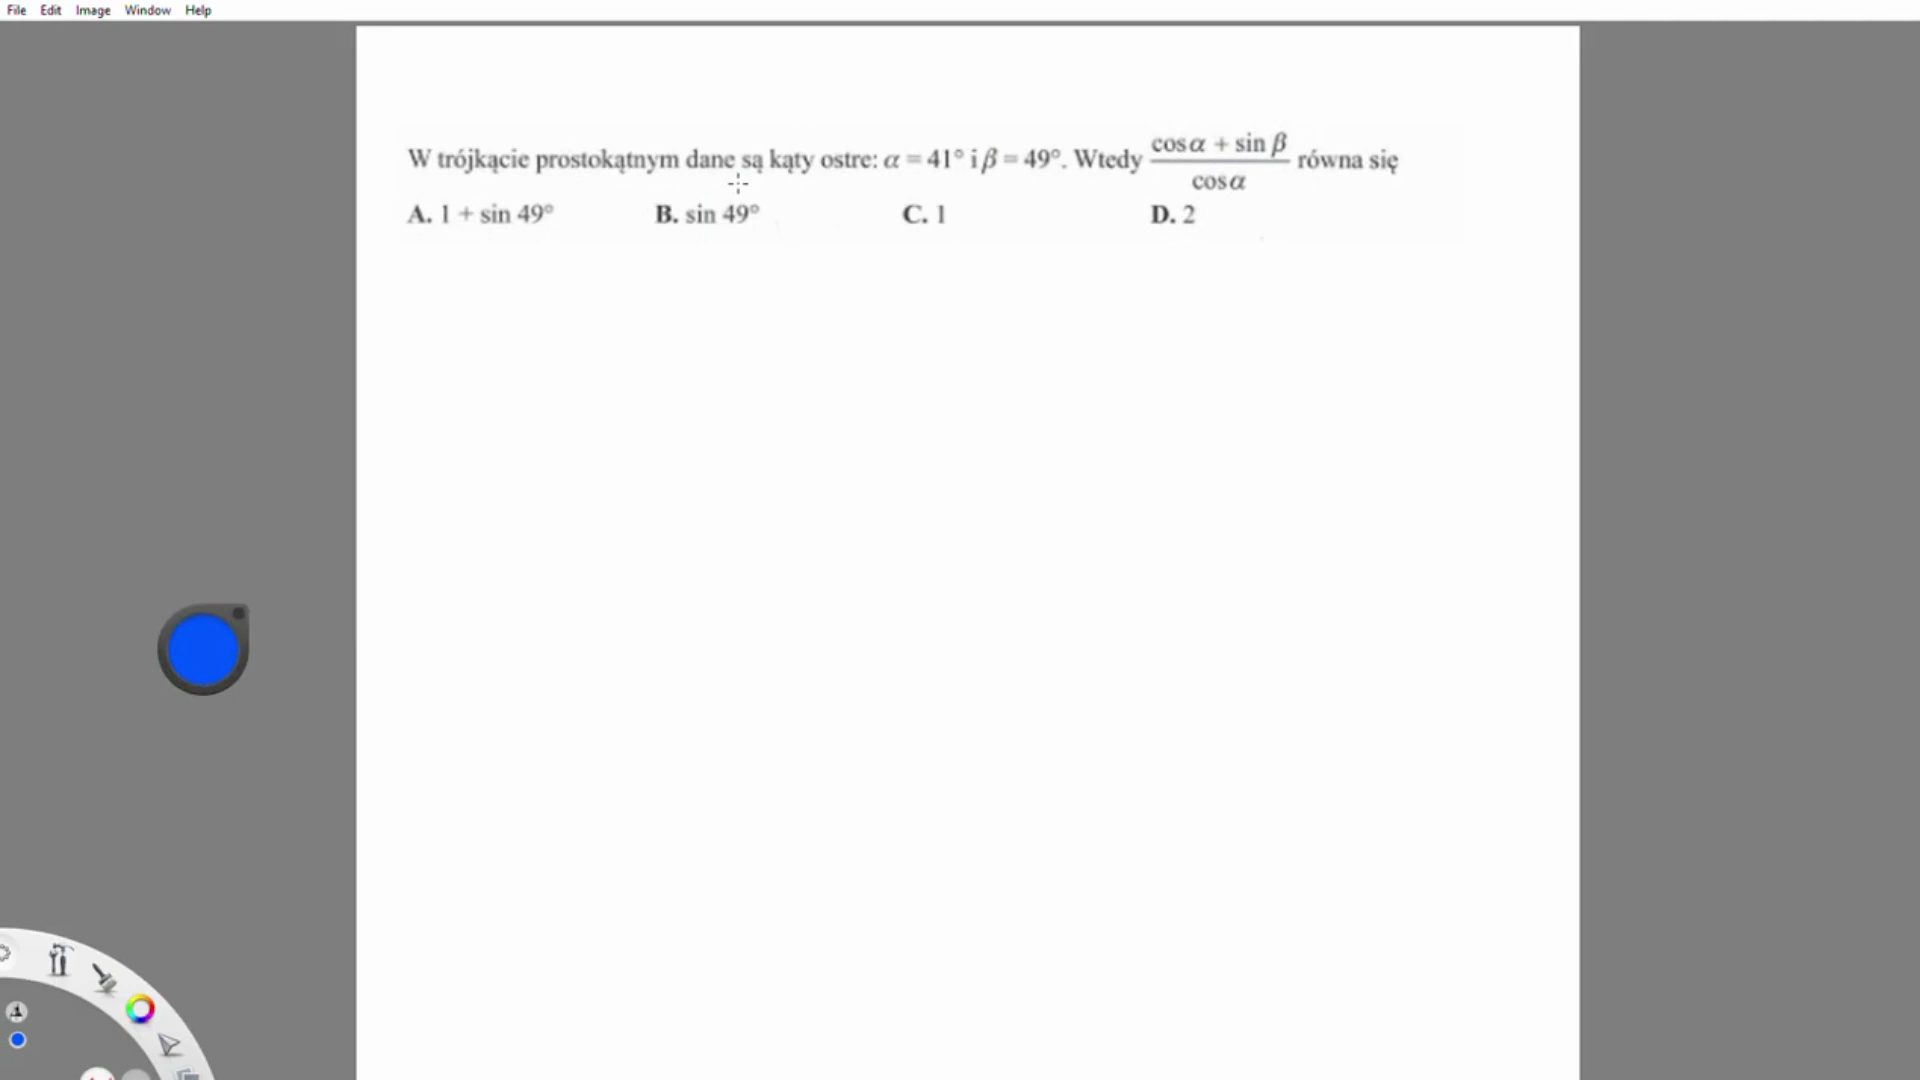 File Edit Image Window Help
W trójkącie prostokątnym dane są kąty ostre: α = 41° i β = 49°. Wtedy (cos α + sin β)/(cos α) równa się
A. 1 + sin 49° B. sin 49° C. 1 D. 2